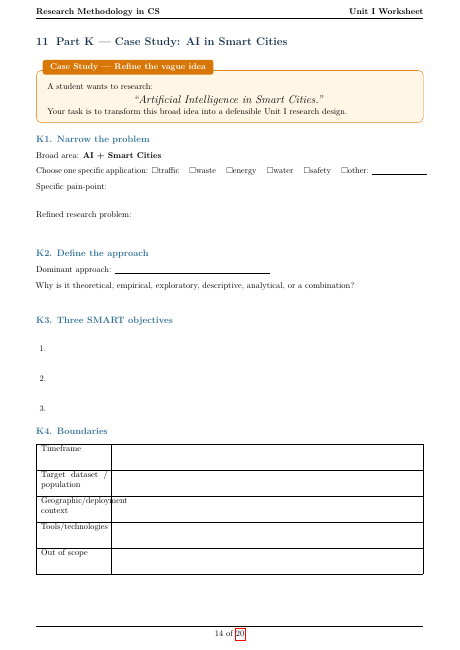 Research Methodology in CS Unit I Worksheet
11 Part K — Case Study: AI in Smart Cities
Case Study — Refine the vague idea
A student wants to research:
“Artificial Intelligence in Smart Cities.”
Your task is to transform this broad idea into a defensible Unit I research design.
K1. Narrow the problem
Broad area: AI + Smart Cities
Choose one specific application: ☐traffic ☐waste ☐energy ☐water ☐safety ☐other:
Specific pain-point:
Refined research problem:
K2. Define the approach
Dominant approach:
Why is it theoretical, empirical, exploratory, descriptive, analytical, or a combination?
K3. Three SMART objectives
1.
2.
3.
K4. Boundaries
Timeframe
Target dataset /
population
Geographic/deployment
context
Tools/technologies
Out of scope
14 of 20